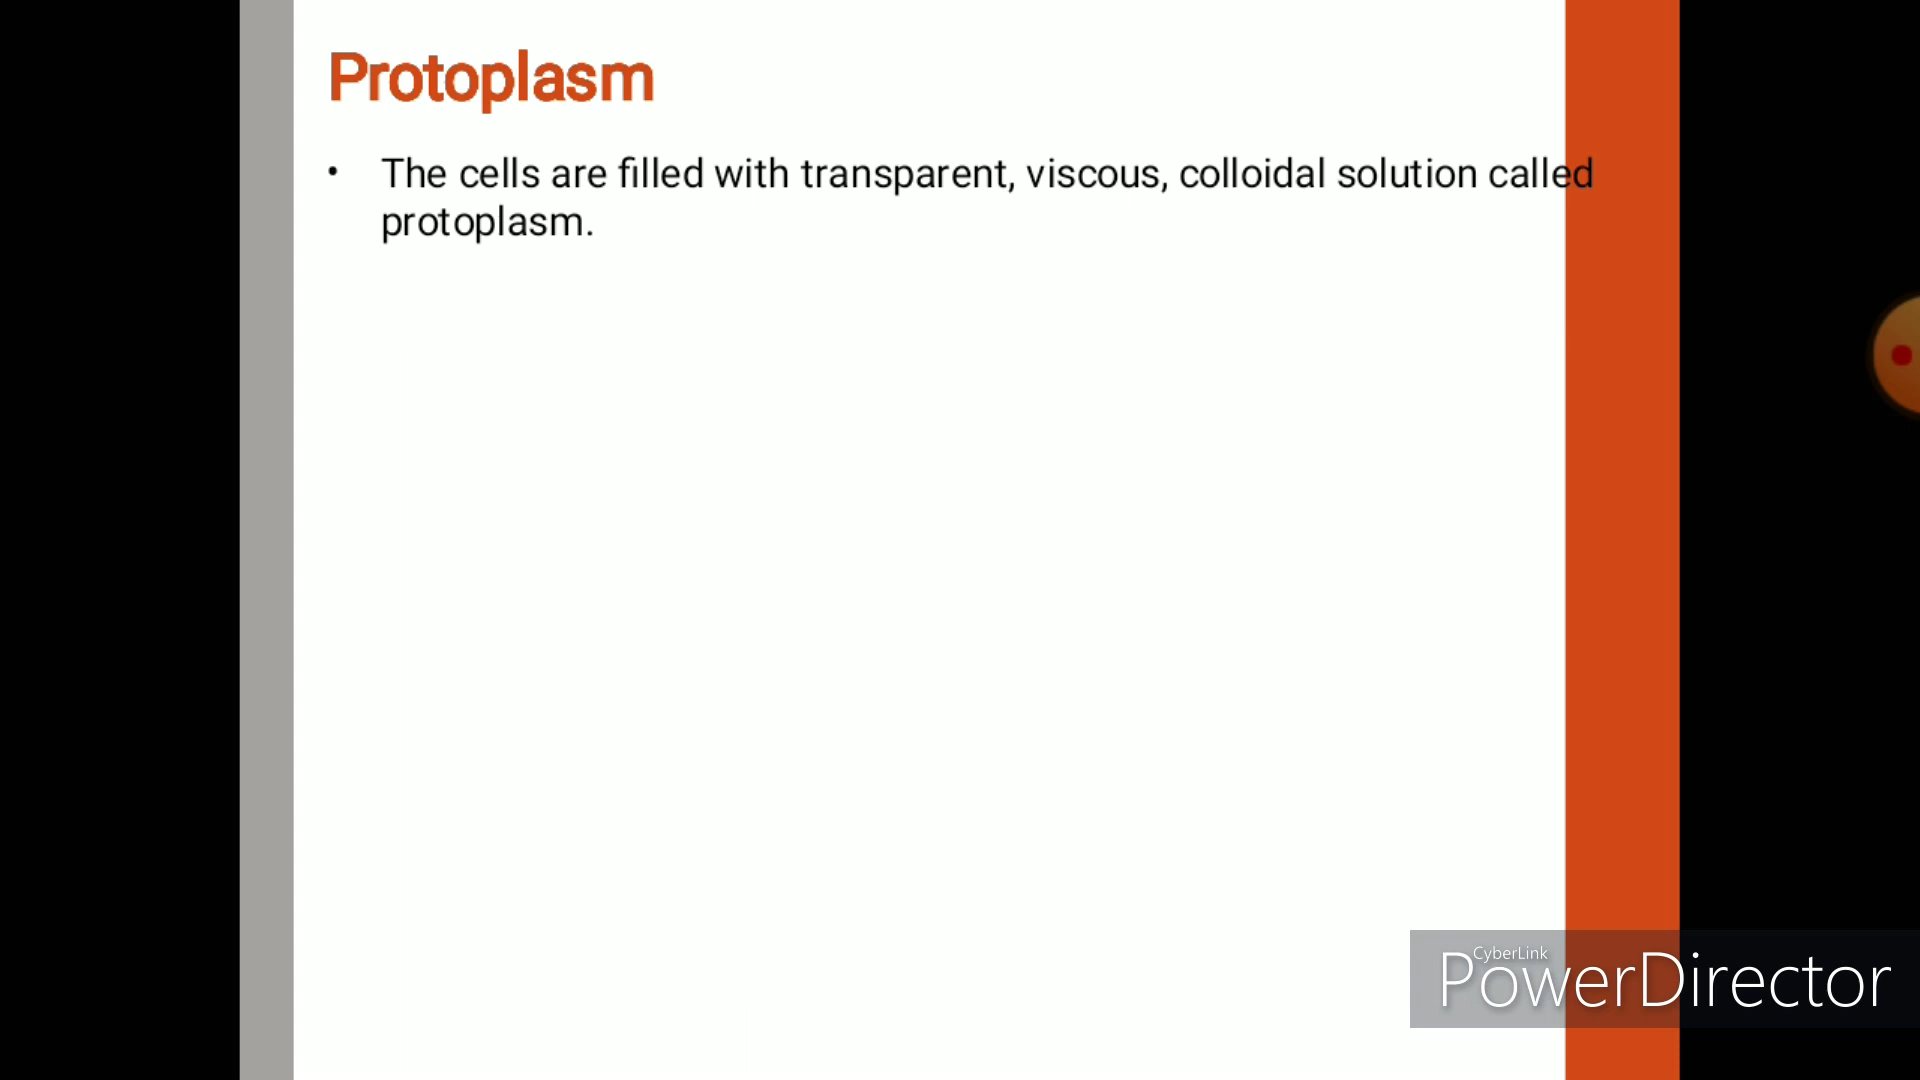 Protoplasm
• The cells are filled with transparent, viscous, colloidal solution called
protoplasm.
CyberLink
PowerDirector